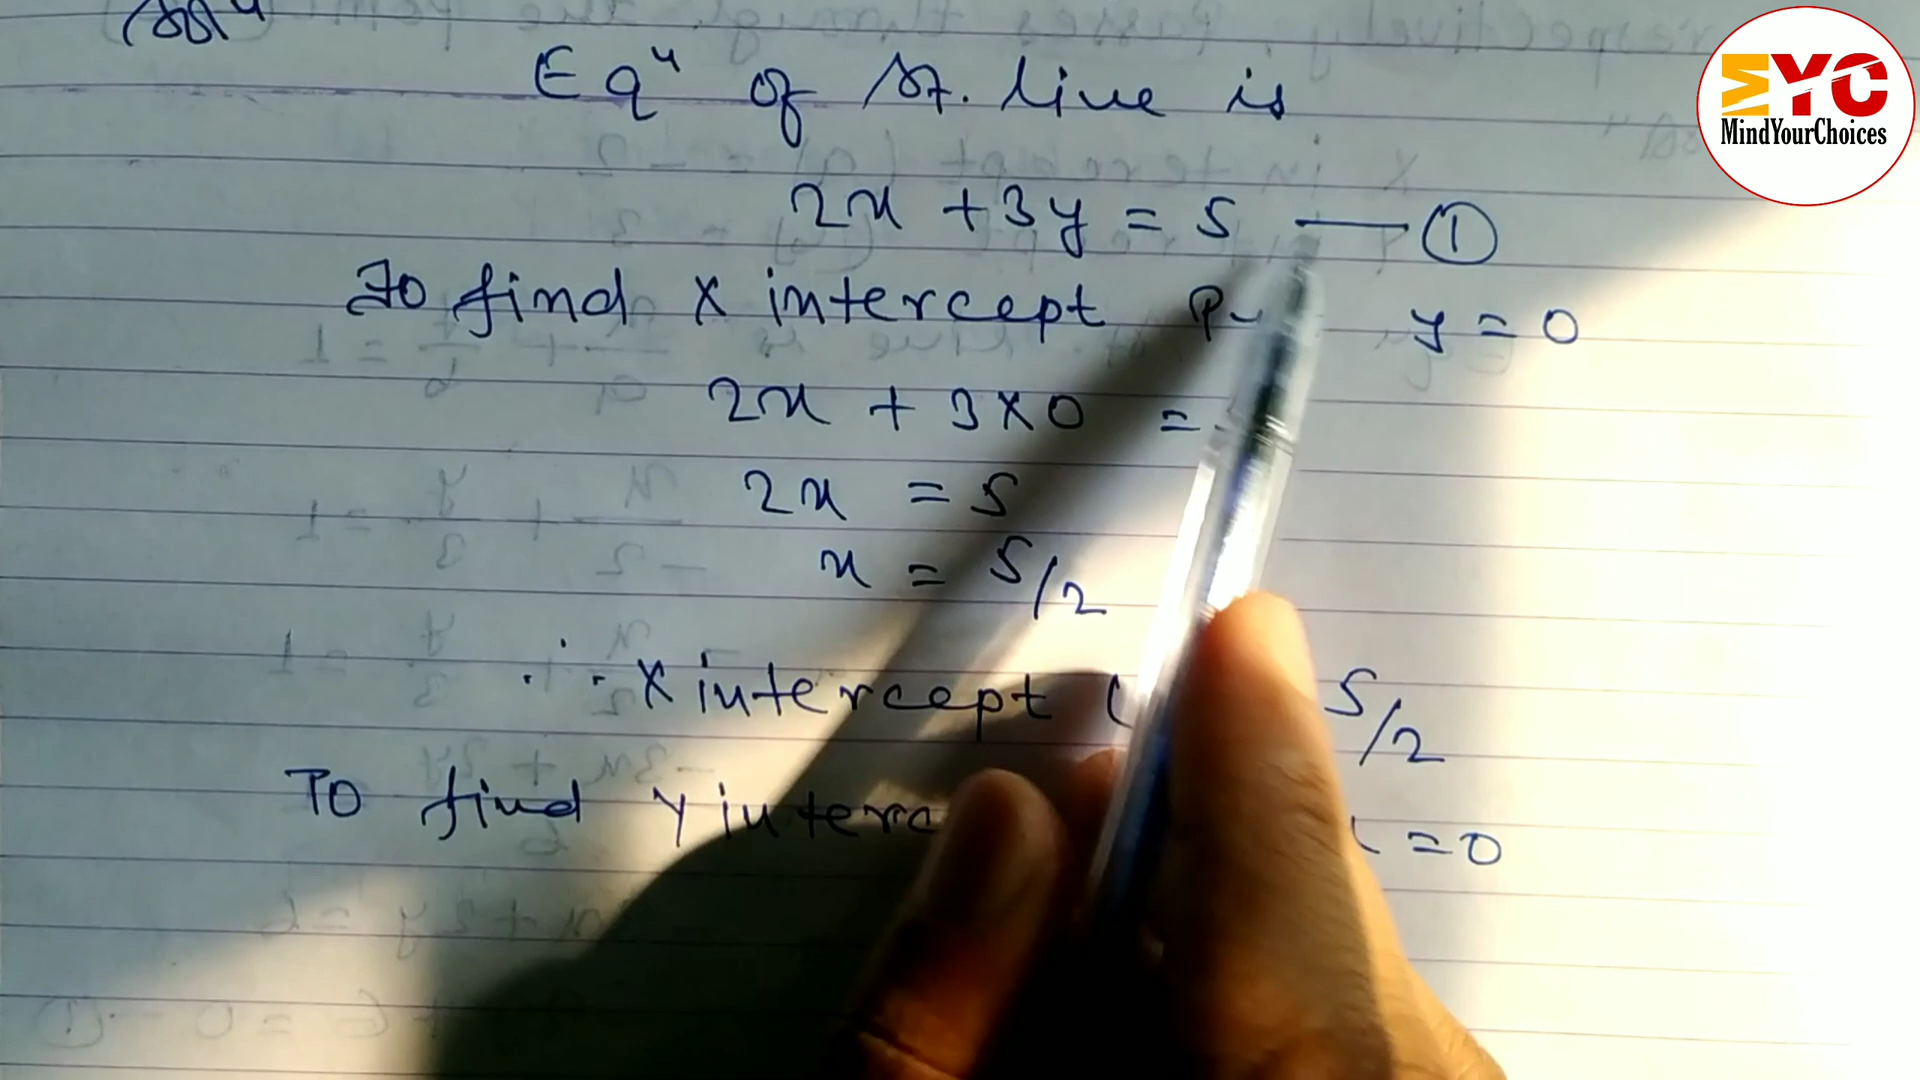 Solⁿ
Eqⁿ of St. line is
2x + 3y = 5 — ①
To find X intercept y = 0
2x + 3 × 0 =
2x = 5
x = 5/2
∴ X intercept ( 5/2
To find Y = 0
MYC
MindYourChoices